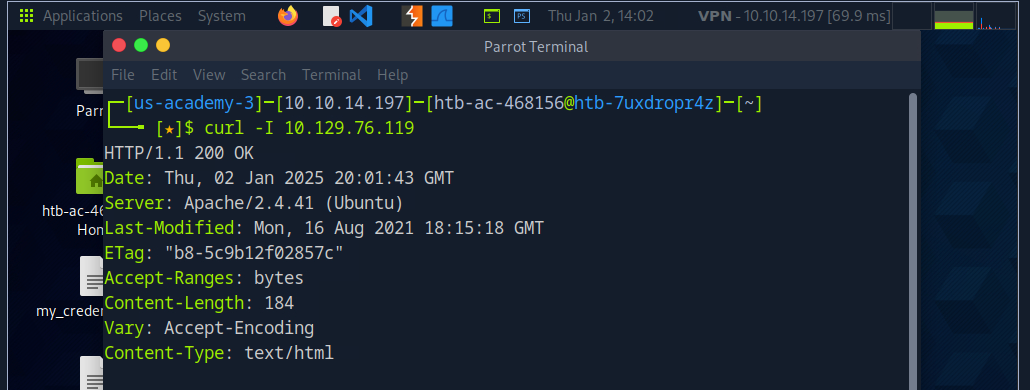 Applications Places System Thu Jan 2, 14:02 VPN - 10.10.14.197 [69.9 ms]
Parrot Terminal
File Edit View Search Terminal Help
┌─[us-academy-3]─[10.10.14.197]─[htb-ac-468156@htb-7uxdropr4z]─[~]
└──╼ [★]$ curl -I 10.129.76.119
HTTP/1.1 200 OK
Date: Thu, 02 Jan 2025 20:01:43 GMT
Server: Apache/2.4.41 (Ubuntu)
Last-Modified: Mon, 16 Aug 2021 18:15:18 GMT
ETag: "b8-5c9b12f02857c"
Accept-Ranges: bytes
Content-Length: 184
Vary: Accept-Encoding
Content-Type: text/html
Parr
htb-ac-46
Hom
my_creden